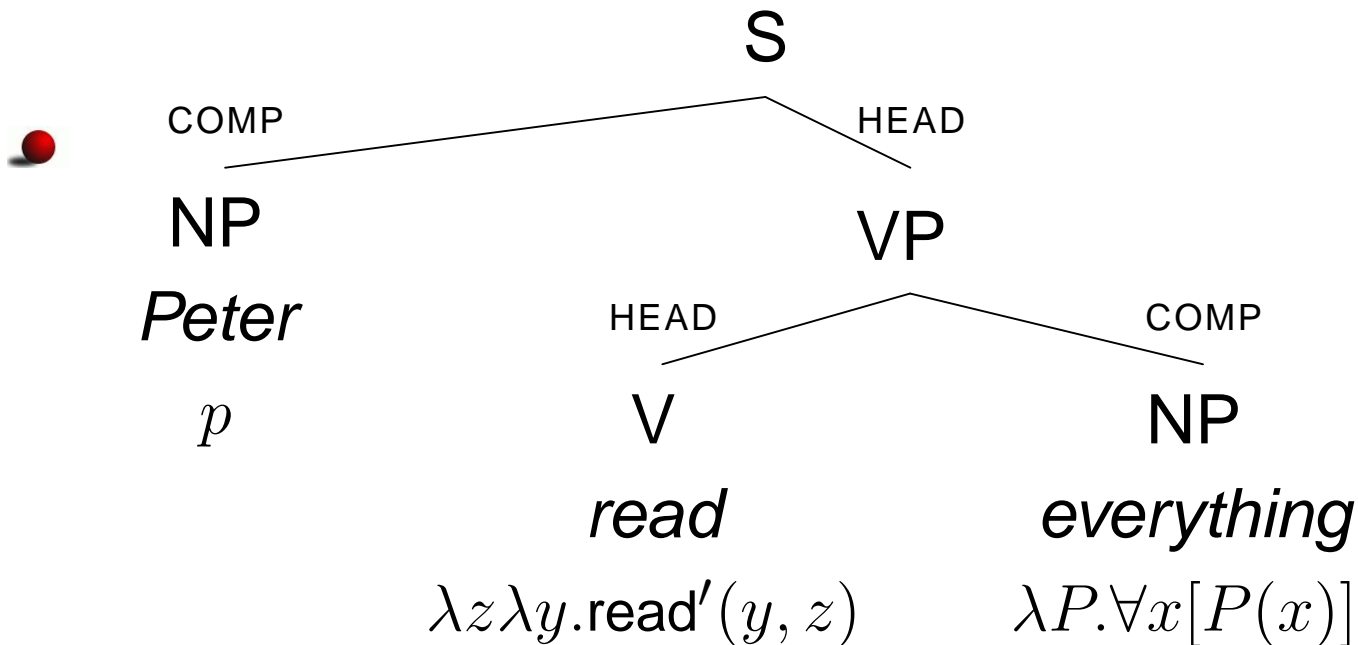 S
COMP HEAD
NP VP
Peter HEAD COMP
p V NP
read everything
λzλy.read′(y, z) λP.∀x[P(x)]